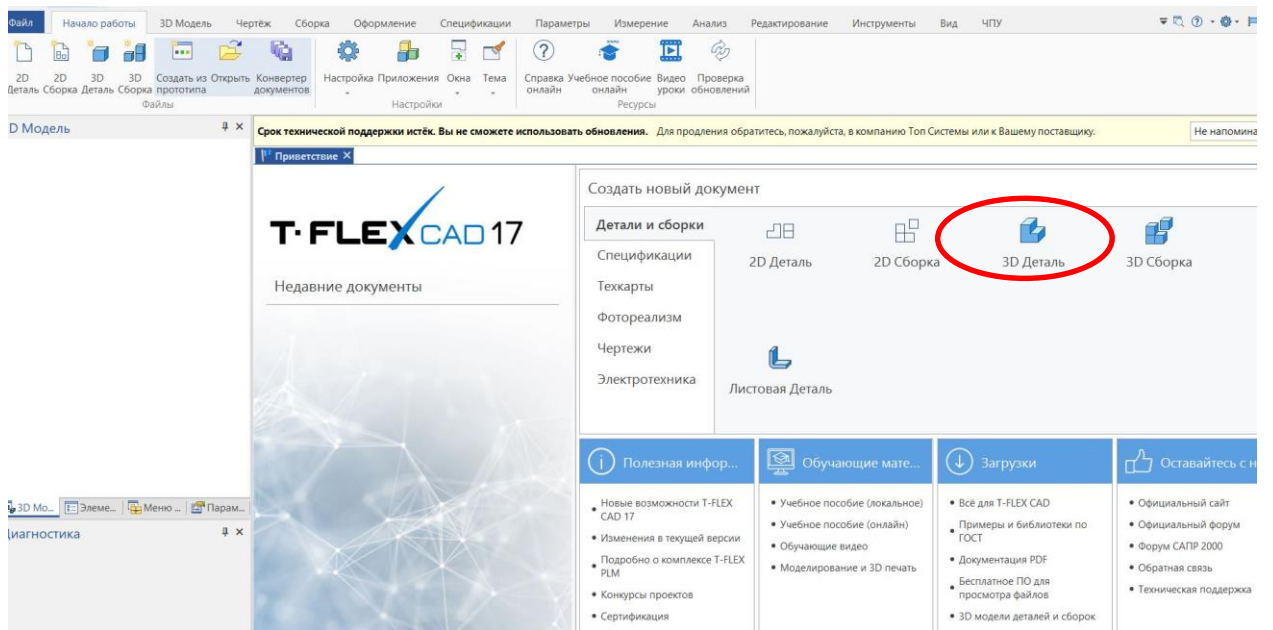 Файл Начало работы 3D Модель Чертёж Сборка Оформление Спецификации Параметры Измерение Анализ Редактирование Инструменты Вид ЧПУ
2D Деталь
2D Сборка
3D Деталь
3D Сборка
Создать из прототипа
Открыть
Конвертер документов
Настройка
Приложения
Окна
Тема
Справка онлайн
Учебное пособие онлайн
Видео уроки
Проверка обновлений
Файлы
Настройки
Ресурсы
D Модель
Срок технической поддержки истёк. Вы не сможете использовать обновления. Для продления обратитесь, пожалуйста, в компанию Топ Системы или к Вашему поставщику.
Не напомина
Приветствие
T-FLEX CAD 17
Недавние документы
Создать новый документ
Детали и сборки
Спецификации
Техкарты
Фотореализм
Чертежи
Электротехника
2D Деталь
2D Сборка
3D Деталь
3D Сборка
Листовая Деталь
Полезная инфор...
Новые возможности T-FLEX
CAD 17
Изменения в текущей версии
Подробно о комплексе T-FLEX
PLM
Конкурсы проектов
Сертификация
Обучающие мате...
Учебное пособие (локальное)
Учебное пособие (онлайн)
Обучающие видео
Моделирование и 3D печать
Загрузки
Всё для T-FLEX CAD
Примеры и библиотеки по
ГОСТ
Документация PDF
Бесплатное ПО для
просмотра файлов
3D модели деталей и сборок
Оставайтесь с н
Официальный сайт
Официальный форум
Форум САПР 2000
Обратная связь
Техническая поддержка
3D Мо... Элеме... Меню ... Парам...
иагностика